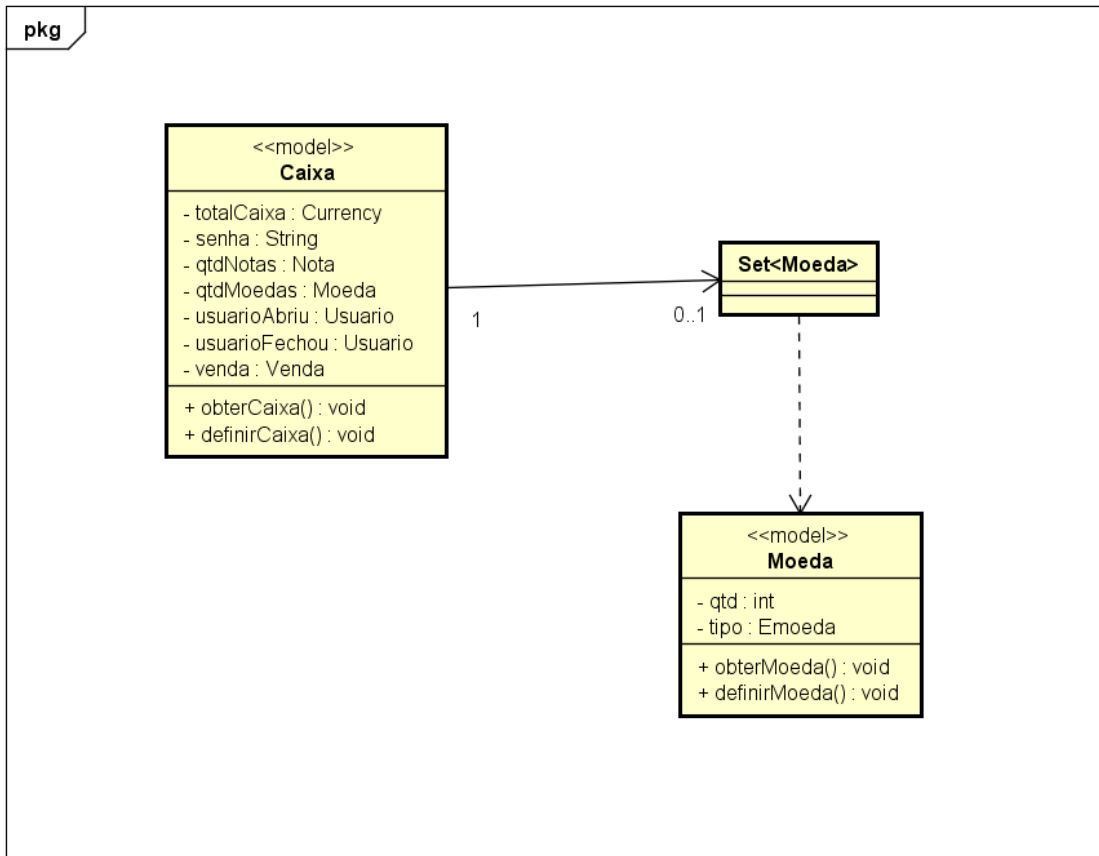 pkg
<<model>>
Caixa
- totalCaixa : Currency
- senha : String
- qtdNotas : Nota
- qtdMoedas : Moeda
- usuarioAbriu : Usuario
- usuarioFechou : Usuario
- venda : Venda
+ obterCaixa() : void
+ definirCaixa() : void
1
0..1
Set<Moeda>
<<model>>
Moeda
- qtd : int
- tipo : Emoeda
+ obterMoeda() : void
+ definirMoeda() : void